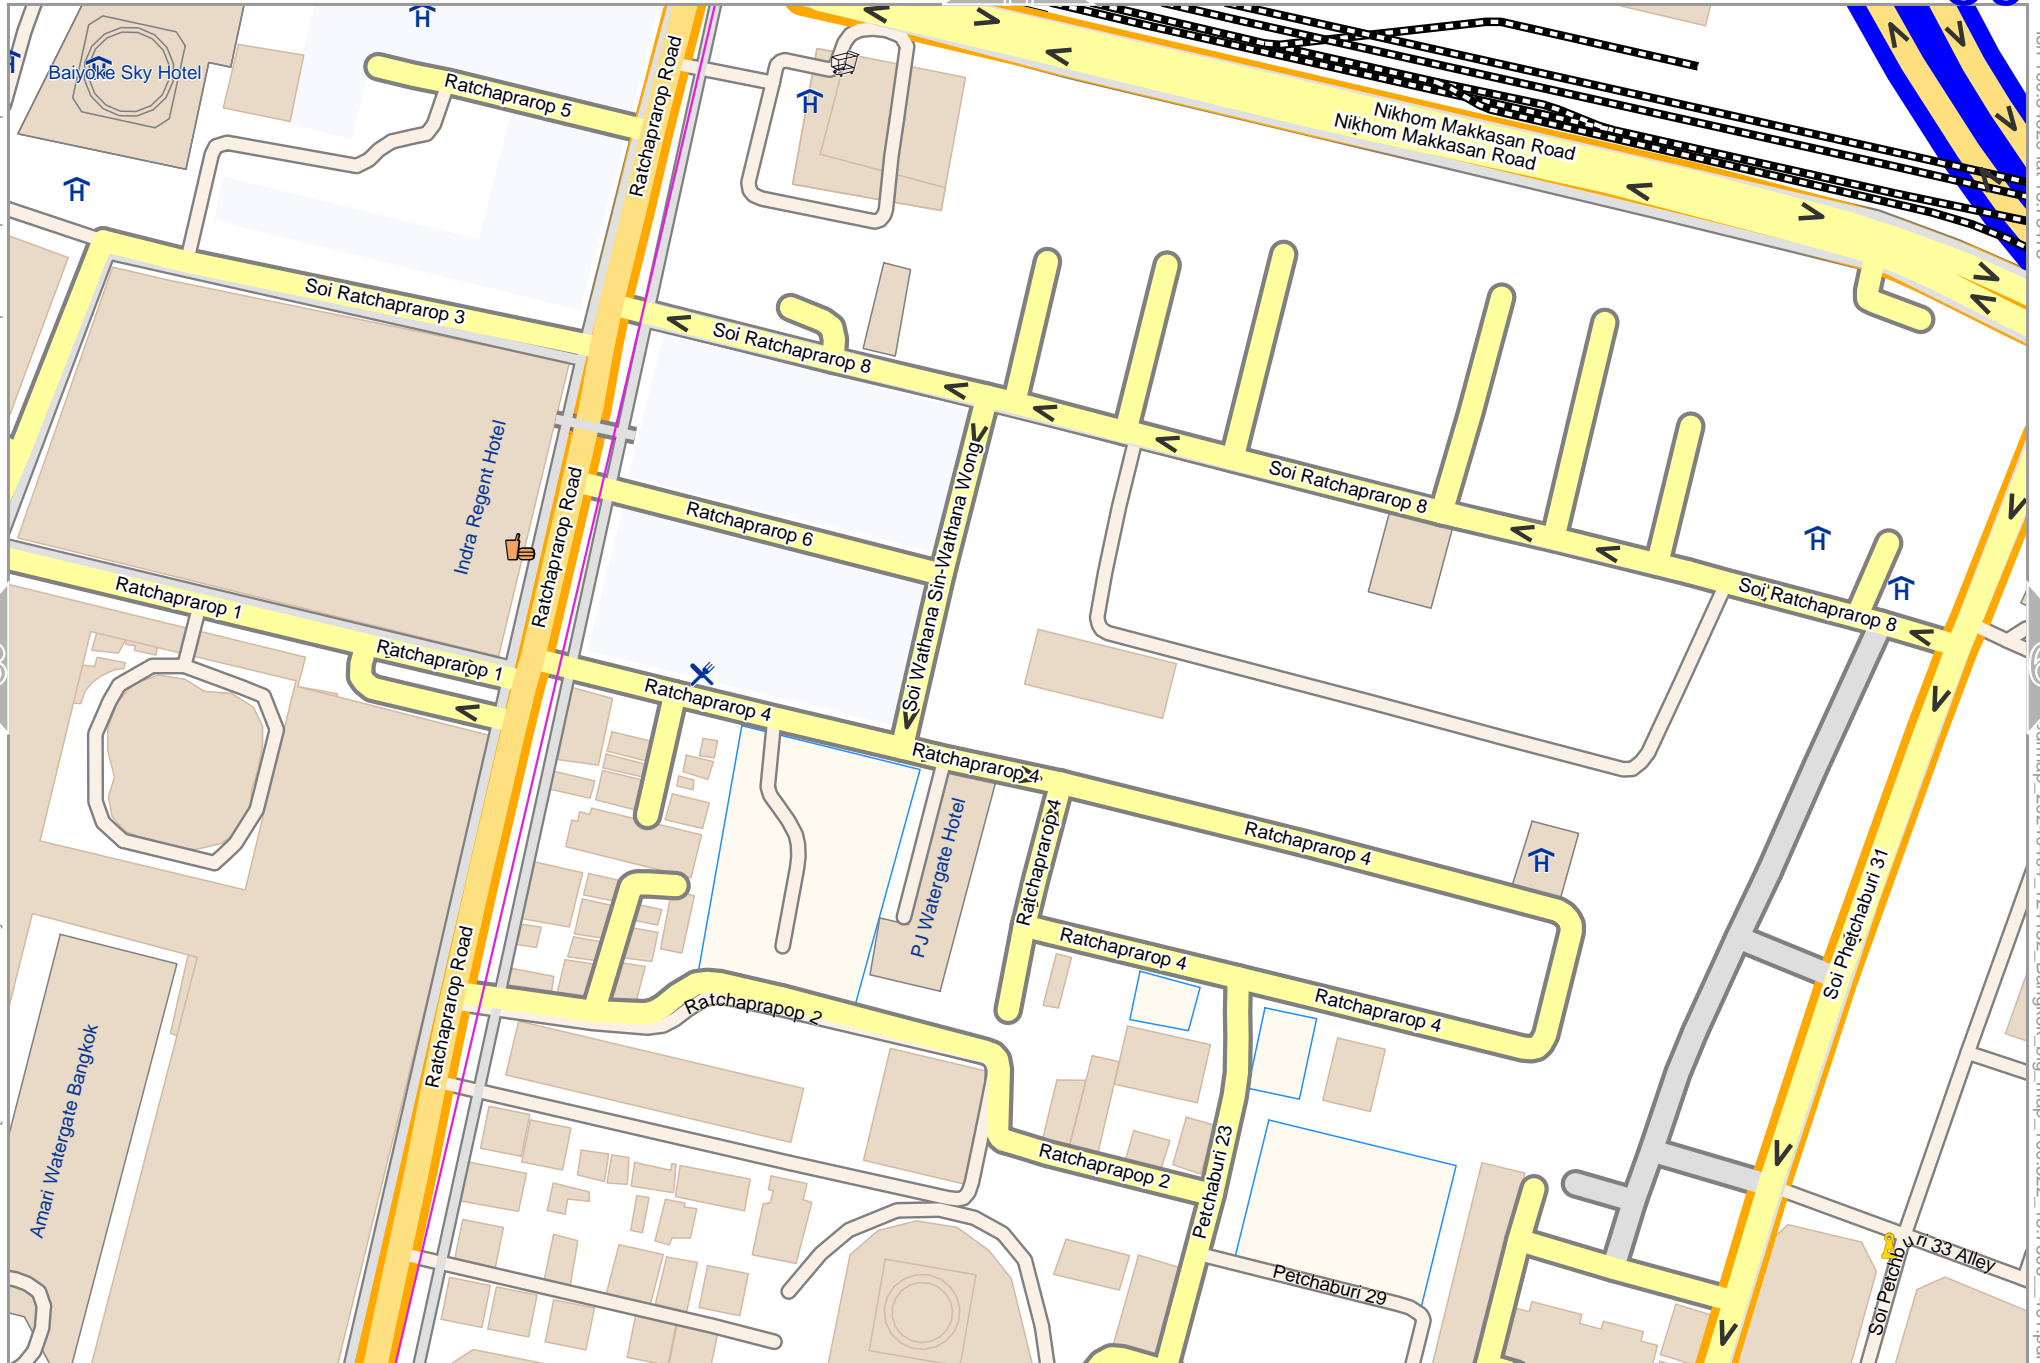 Baiyoke Sky Hotel
Ratchaprarop 5
Ratchaprarop Road
Nikhom Makkasan Road
Nikhom Makkasan Road
Soi Ratchaprarop 3
Soi Ratchaprarop 8
Indra Regent Hotel
Ratchaprarop Road
Ratchaprarop 6
Soi Wathana Sin-Wathana Wong
Soi Ratchaprarop 8
Soi Ratchaprarop 8
Ratchaprarop 1
Ratchaprarop 1
Ratchaprarop 4
Ratchaprarop 4
Ratchaprarop 4
Ratchaprarop 4
PJ Watergate Hotel
Soi Phetchaburi 31
Ratchaprarop 4
Ratchaprarop 4
Ratchaprapop 2
Ratchaprarop Road
Amari Watergate Bangkok
Ratchaprapop 2
Petchaburi 23
Petchaburi 29
Soi Petchburi 33 Alley